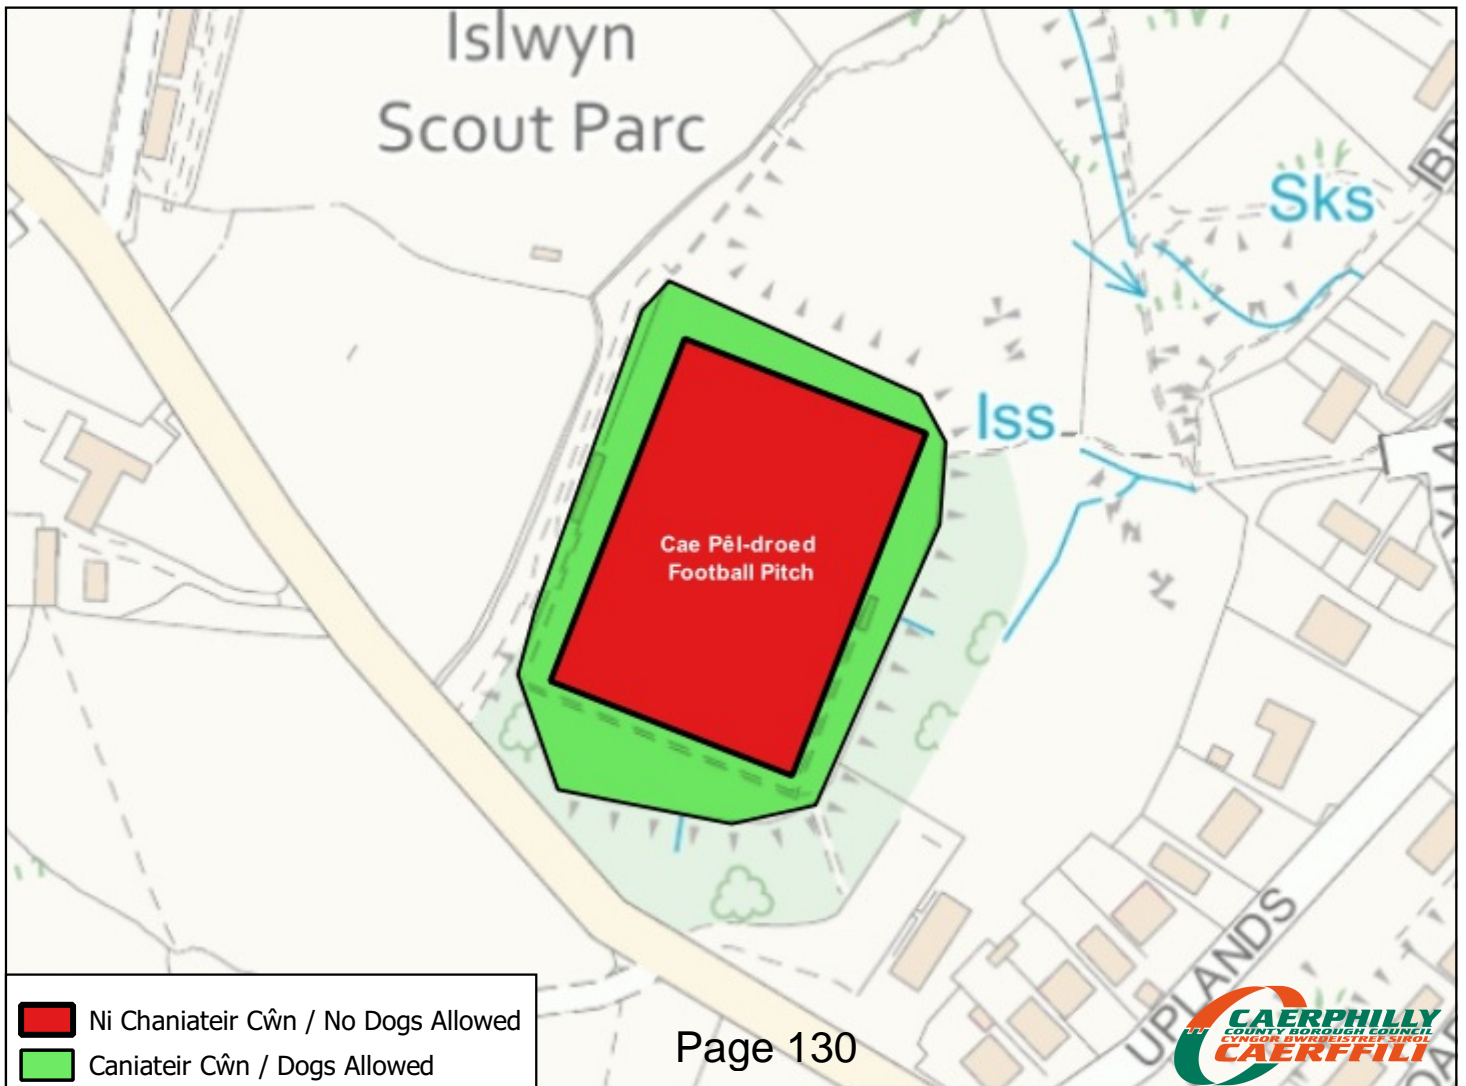 Islwyn
Scout Parc
Sks
Iss
Cae Pêl-droed
Football Pitch
UPLANDS
Ni Chaniateir Cŵn / No Dogs Allowed
Caniateir Cŵn / Dogs Allowed
Page 130
CAERPHILLY
COUNTY BOROUGH COUNCIL
CYNGOR BWRDEISTREF SIROL
CAERFFILI